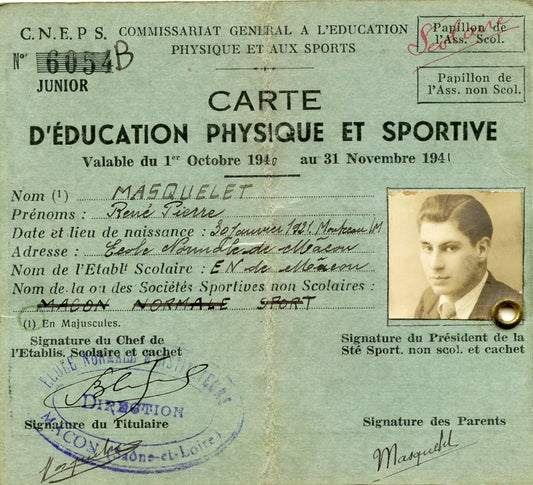 C.N.E.P.S. COMMISSARIAT GENERAL A L'EDUCATION
PHYSIQUE ET AUX SPORTS
N° 6054 B
JUNIOR
Papillon de
l'Ass. Scol.
Scolaire
Papillon de
l'Ass. non Scol.
CARTE
D'ÉDUCATION PHYSIQUE ET SPORTIVE
Valable du 1er Octobre 1940 au 31 Novembre 1941
Nom (1) : MASQUELET
Prénoms : René Pierre
Date et lieu de naissance : 30 Janvier 1921, Montceau LM
Adresse : Ecole Normale de Mâcon
Nom de l'Etabl. Scolaire : E N de Mâcon
Nom de la ou des Sociétés Sportives non Scolaires :
MACON NORMALE SPORT
(1) En Majuscules.
Signature du Chef de
l'Etablis. Scolaire et cachet
Signature du Président de la
Sté Sport. non scol. et cachet
ÉCOLE NORMALE D'INSTITUTEURS
DIRECTION
MACON (Saône-et-Loire)
Signature du Titulaire
Masquelet
Signature des Parents
Masquelet